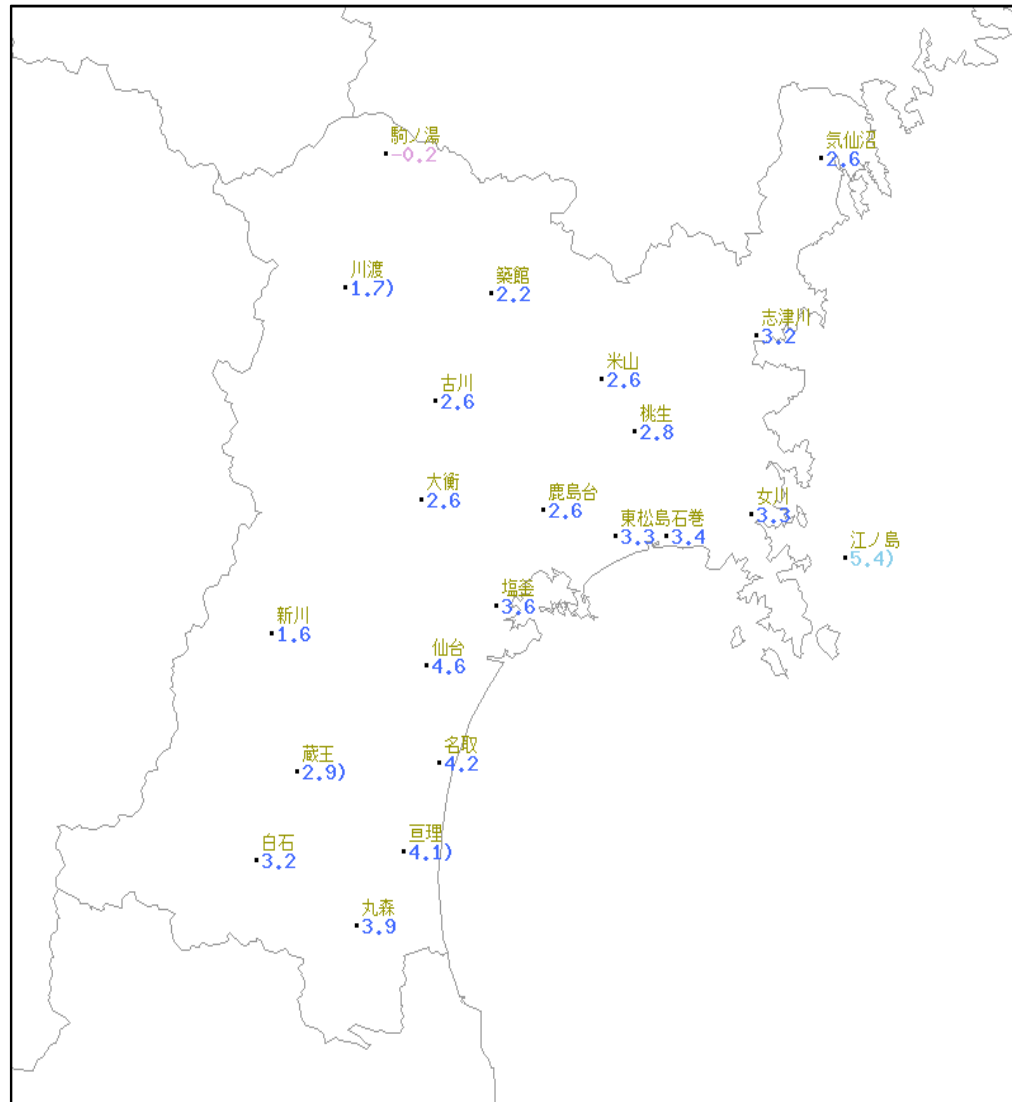 駒ノ湯
-0.2
気仙沼
2.6
川渡
1.7)
築館
2.2
志津川
3.2
米山
2.6
古川
2.6
桃生
2.8
大衡
2.6
鹿島台
2.6
女川
3.3
東松島
3.3
石巻
3.4
江ノ島
5.4)
塩釜
3.6
新川
1.6
仙台
4.6
名取
4.2
蔵王
2.9)
亘理
4.1)
白石
3.2
丸森
3.9